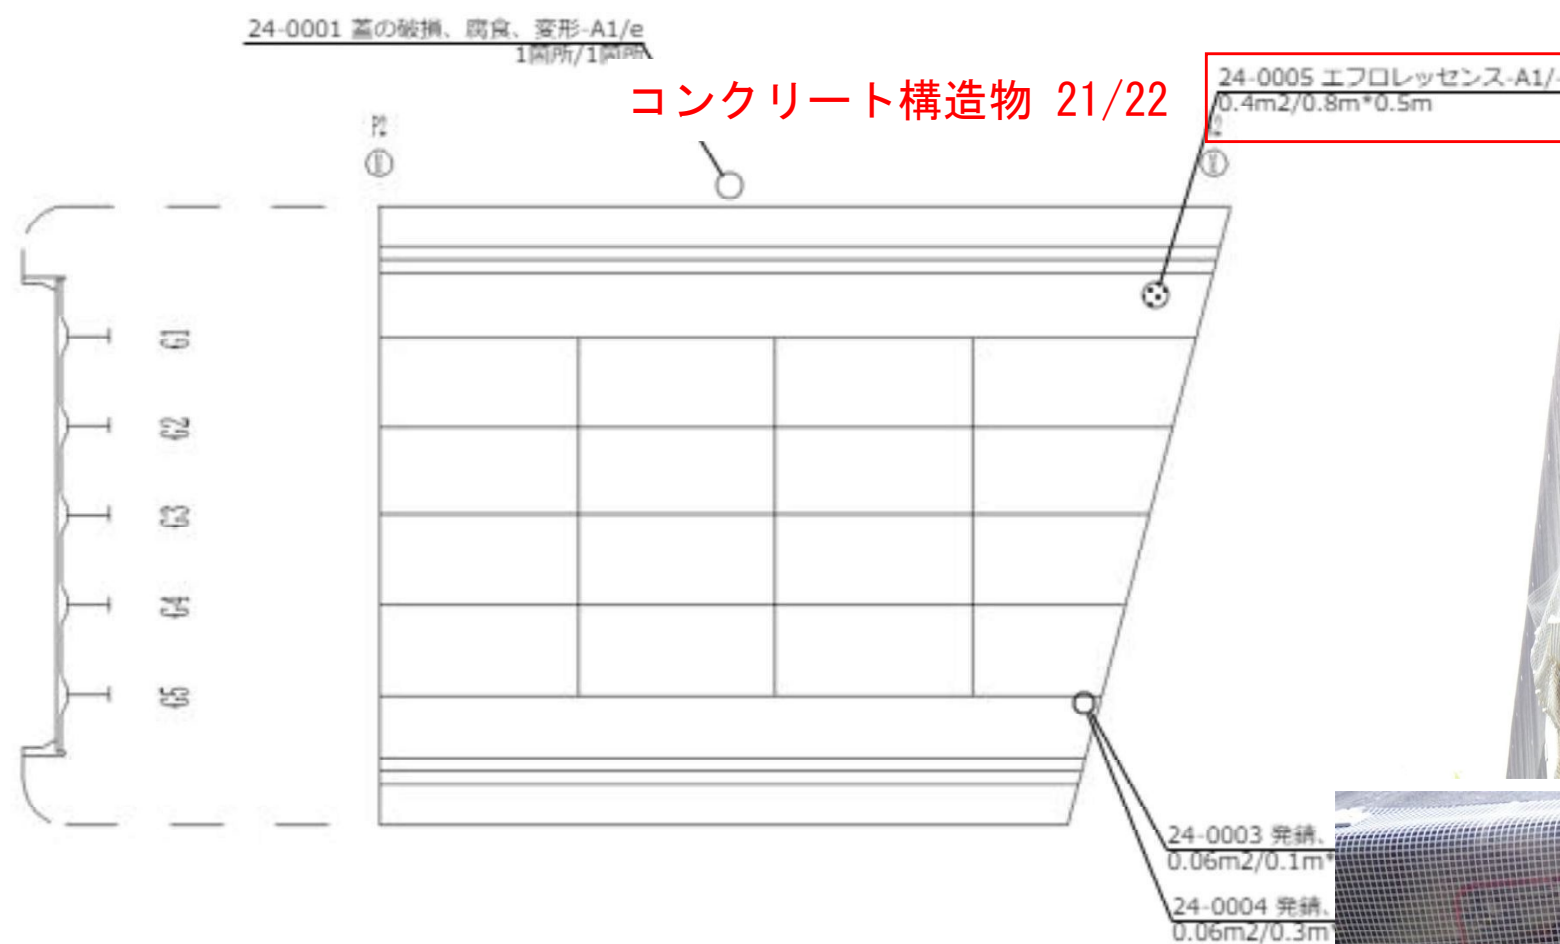 24-0001 蓋の破損、腐食、変形-A1/e
1箇所/1箇所
コンクリート構造物 21/22
24-0005 エフロレッセンス-A1/-
0.4m2/0.8m*0.5m
P2
G1
G2
G3
G4
G5
24-0003 発錆、
0.06m2/0.1m*
24-0004 発錆、
0.06m2/0.3m*